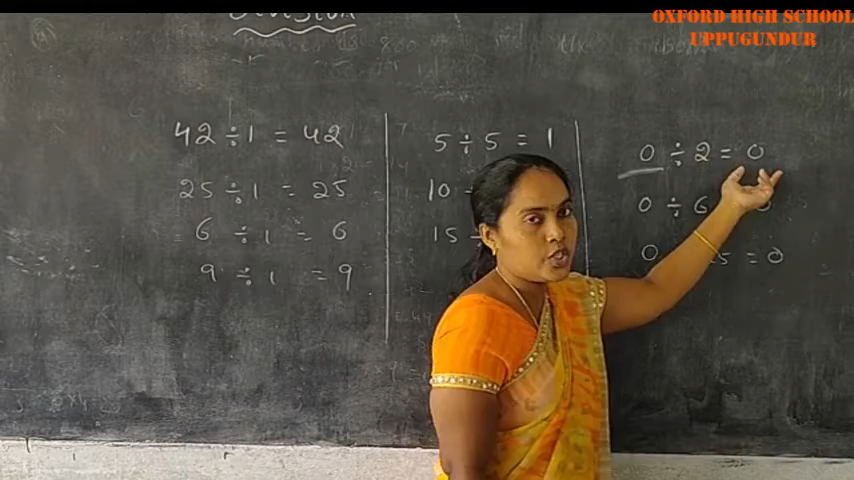 OXFORD HIGH SCHOOL
UPPUGUNDUR
Division
42 ÷ 1 = 42
25 ÷ 1 = 25
6 ÷ 1 = 6
9 ÷ 1 = 9
5 ÷ 5 = 1
10
15
0 ÷ 2 = 0
0 ÷ 6
0 5 = 0